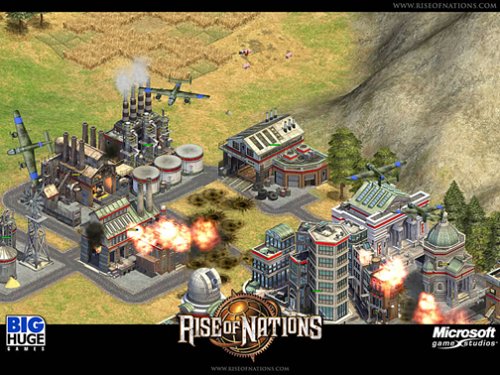 WWW.RISEOFNATIONS.COM
RISE OF NATIONS
BIG
HUGE
GAMES
Microsoft
game studios
WWW.RISEOFNATIONS.COM